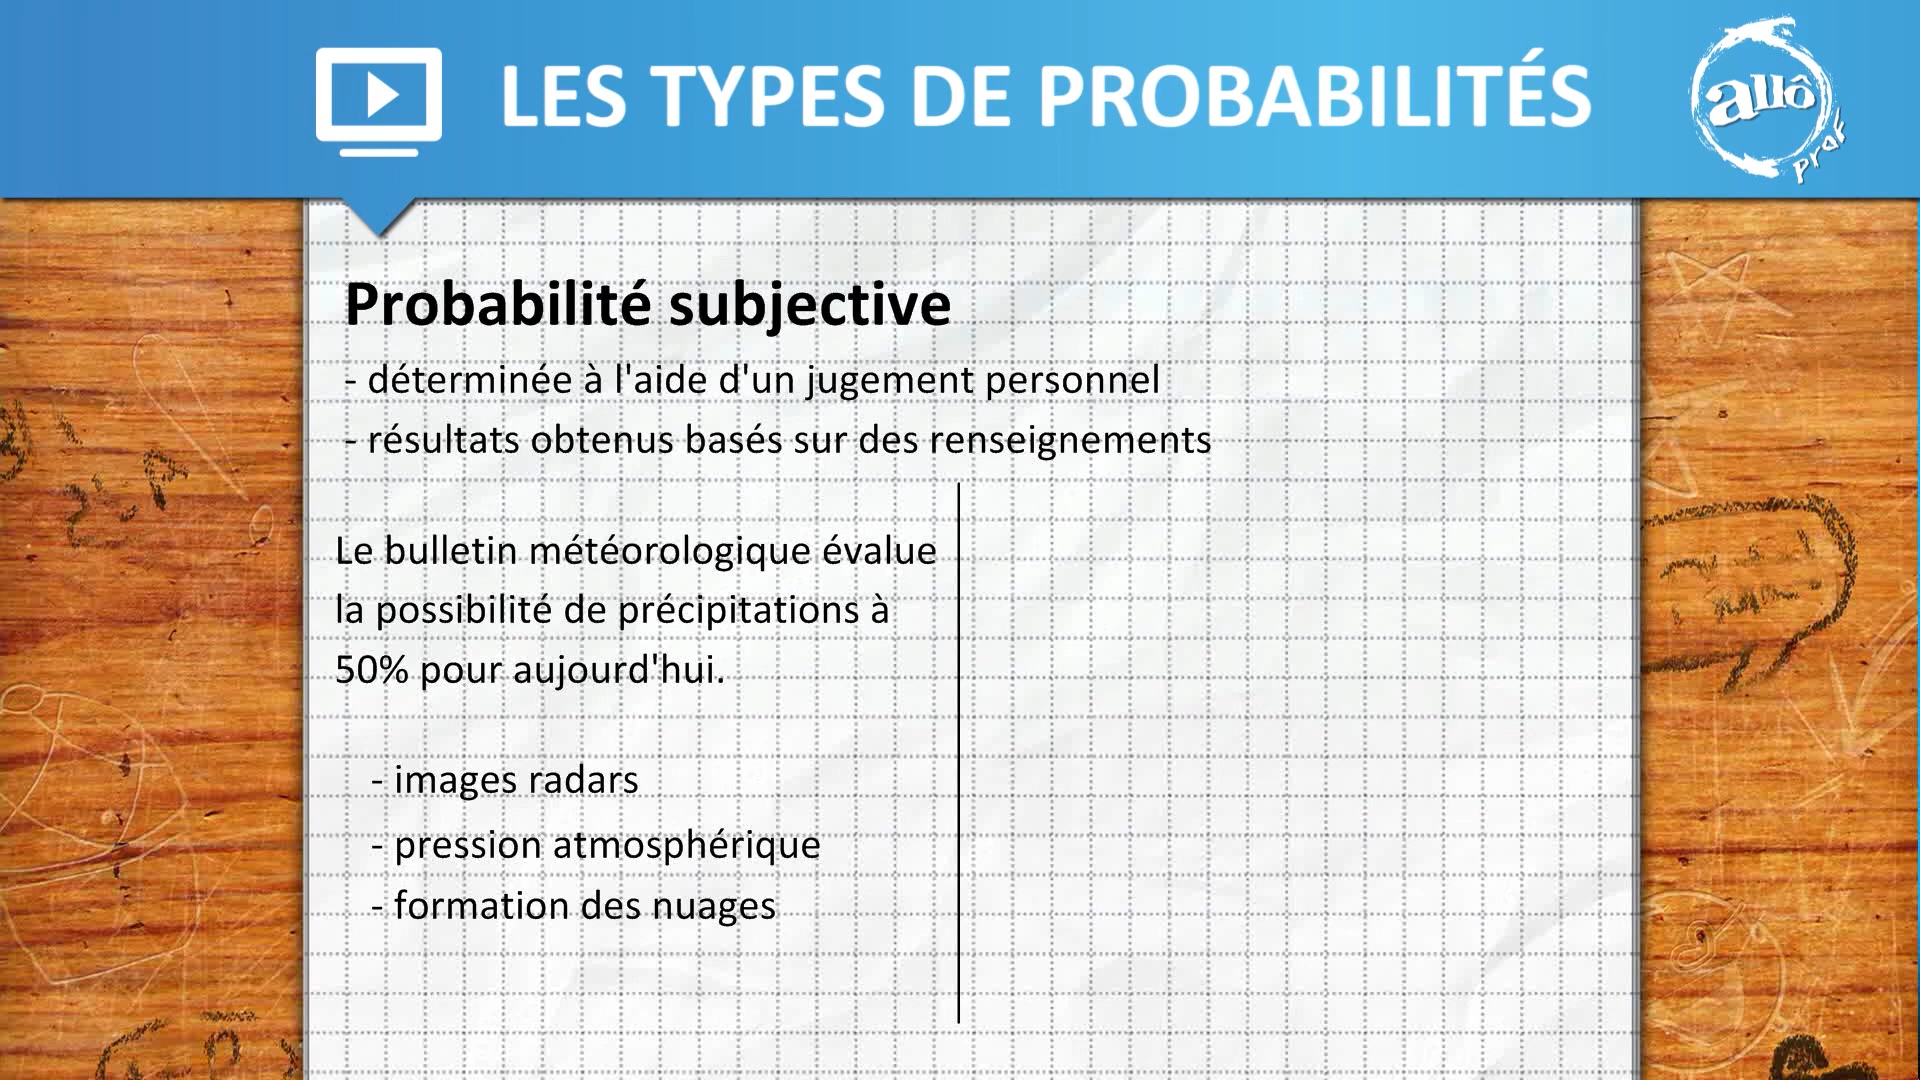 LES TYPES DE PROBABILITÉS
allô
prof
Probabilité subjective
- déterminée à l'aide d'un jugement personnel
- résultats obtenus basés sur des renseignements
Le bulletin météorologique évalue
la possibilité de précipitations à
50% pour aujourd'hui.
- images radars
- pression atmosphérique
- formation des nuages